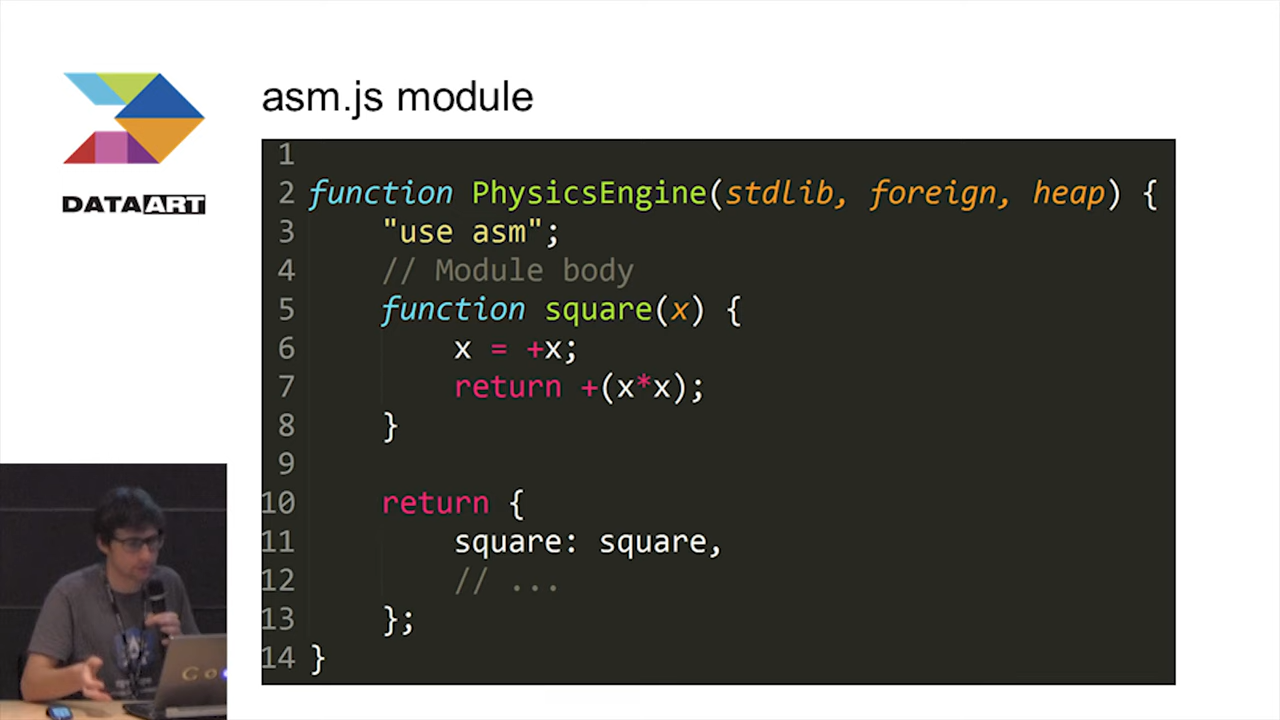 DATAART
asm.js module
1
2 function PhysicsEngine(stdlib, foreign, heap) {
3 "use asm";
4 // Module body
5 function square(x) {
6 x = +x;
7 return +(x*x);
8 }
9
10 return {
11 square: square,
12 // ...
13 };
14 }